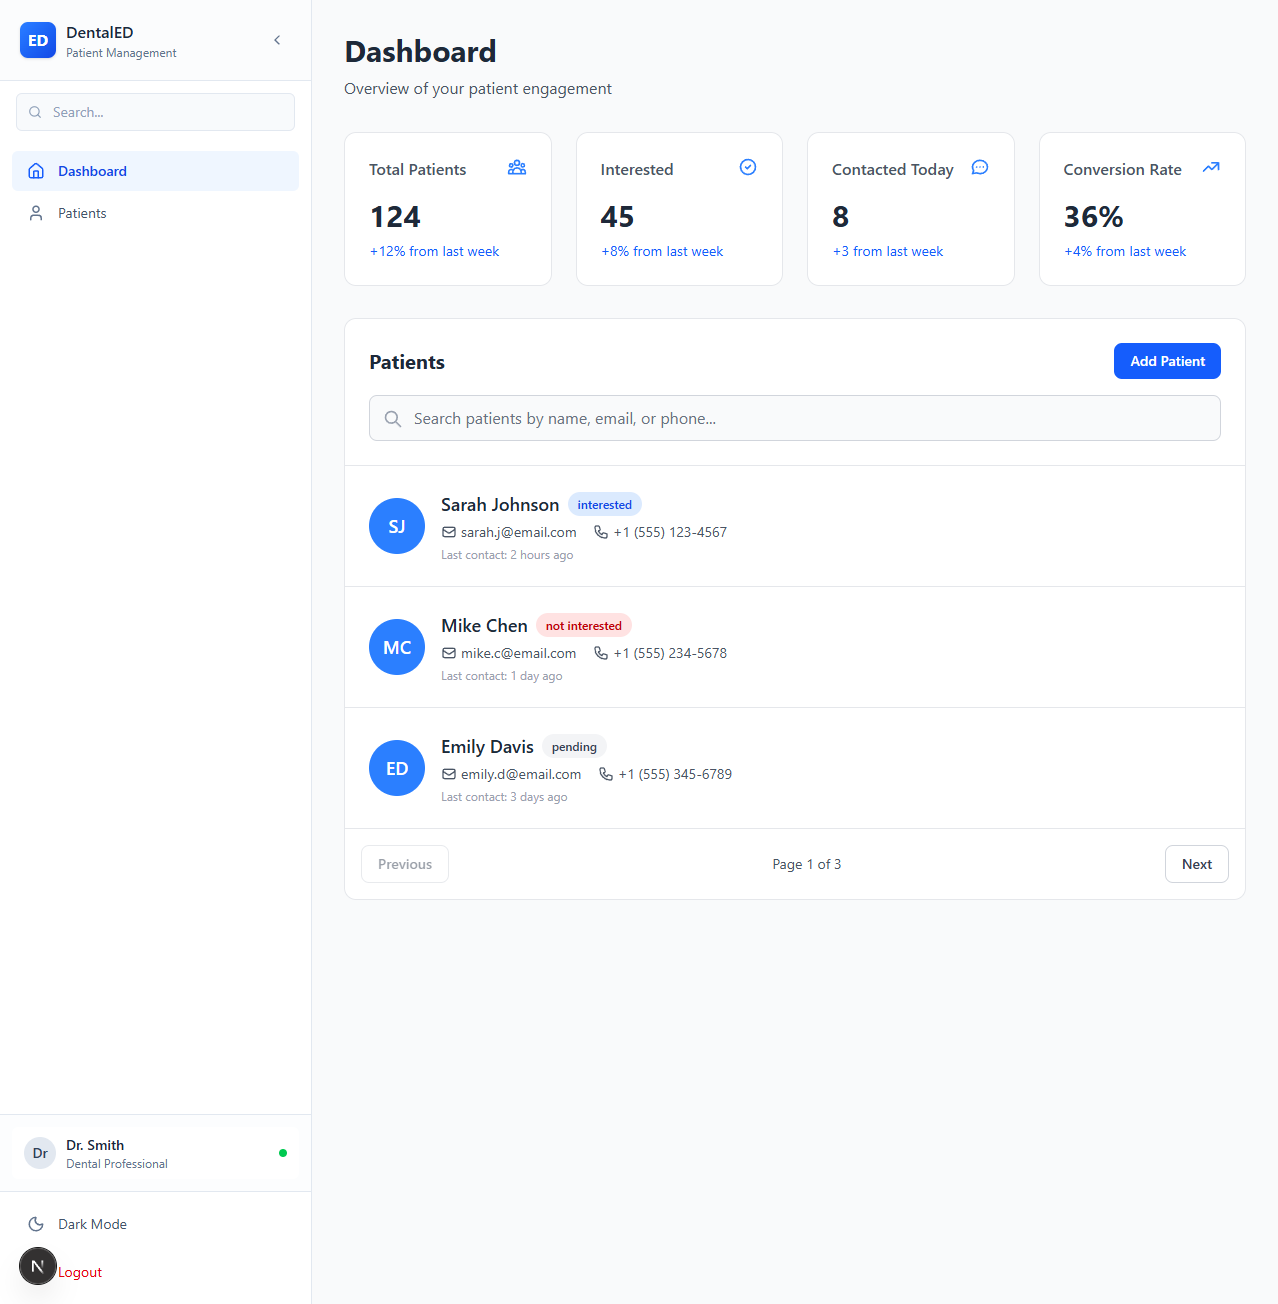 ED
DentalED
Patient Management
Search...
Dashboard
Patients
Dr
Dr. Smith
Dental Professional
Dark Mode
N
Logout
Dashboard
Overview of your patient engagement
Total Patients
124
+12% from last week
Interested
45
+8% from last week
Contacted Today
8
+3 from last week
Conversion Rate
36%
+4% from last week
Patients
Add Patient
Search patients by name, email, or phone...
SJ
Sarah Johnson interested
sarah.j@email.com +1 (555) 123-4567
Last contact: 2 hours ago
MC
Mike Chen not interested
mike.c@email.com +1 (555) 234-5678
Last contact: 1 day ago
ED
Emily Davis pending
emily.d@email.com +1 (555) 345-6789
Last contact: 3 days ago
Previous Page 1 of 3 Next